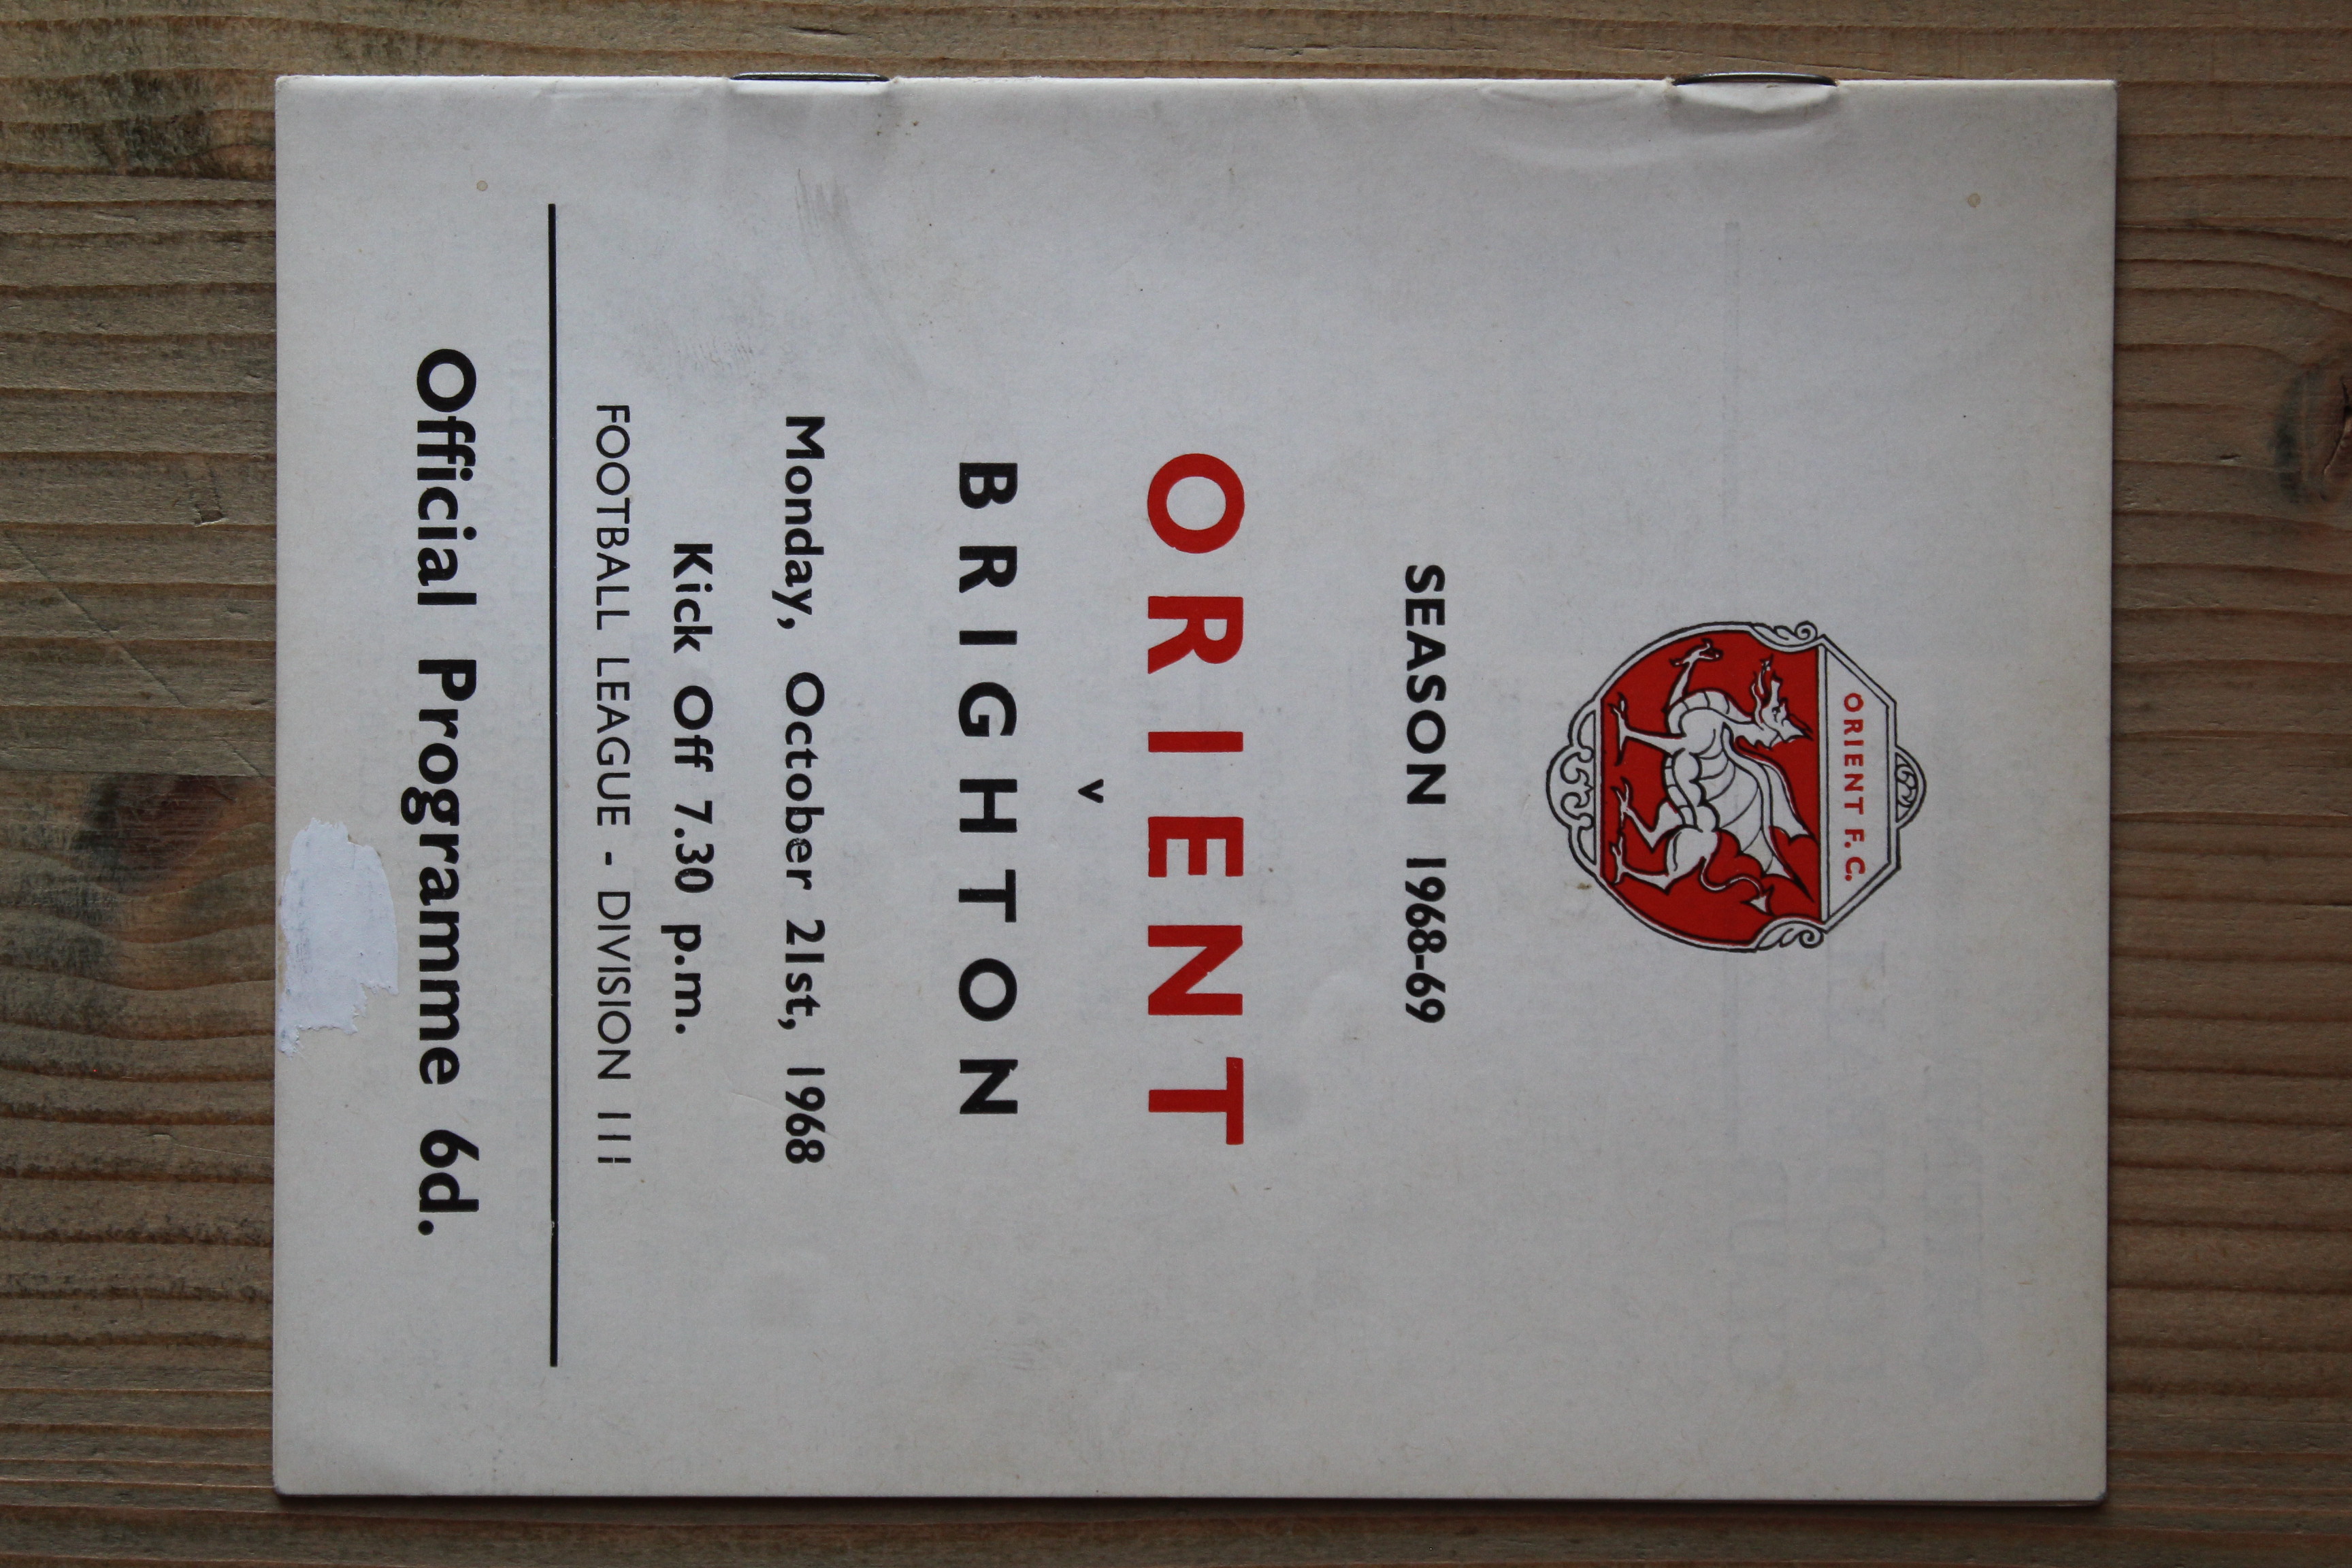 ORIENT F.C.
SEASON 1968-69
ORIENT
v
BRIGHTON
Monday, October 21st, 1968
Kick Off 7.30 p.m.
FOOTBALL LEAGUE - DIVISION III
Official Programme 6d.